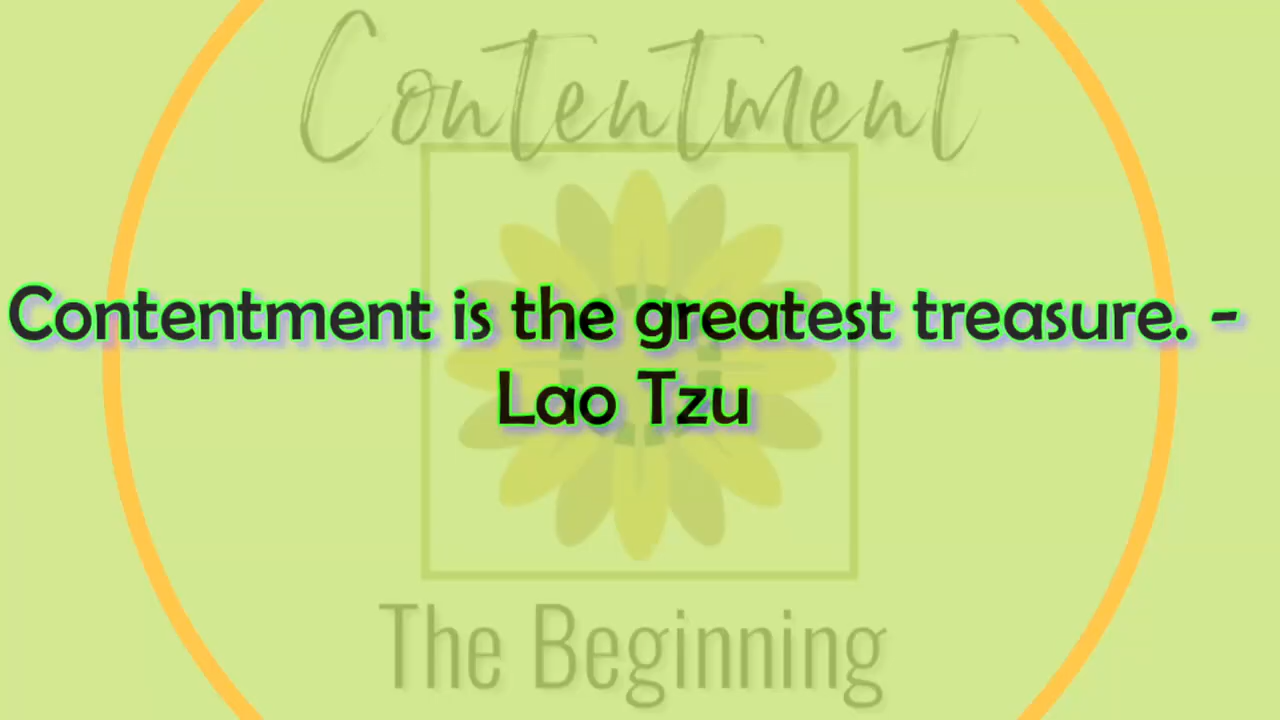 Contentment
Contentment is the greatest treasure. -
Lao Tzu
The Beginning